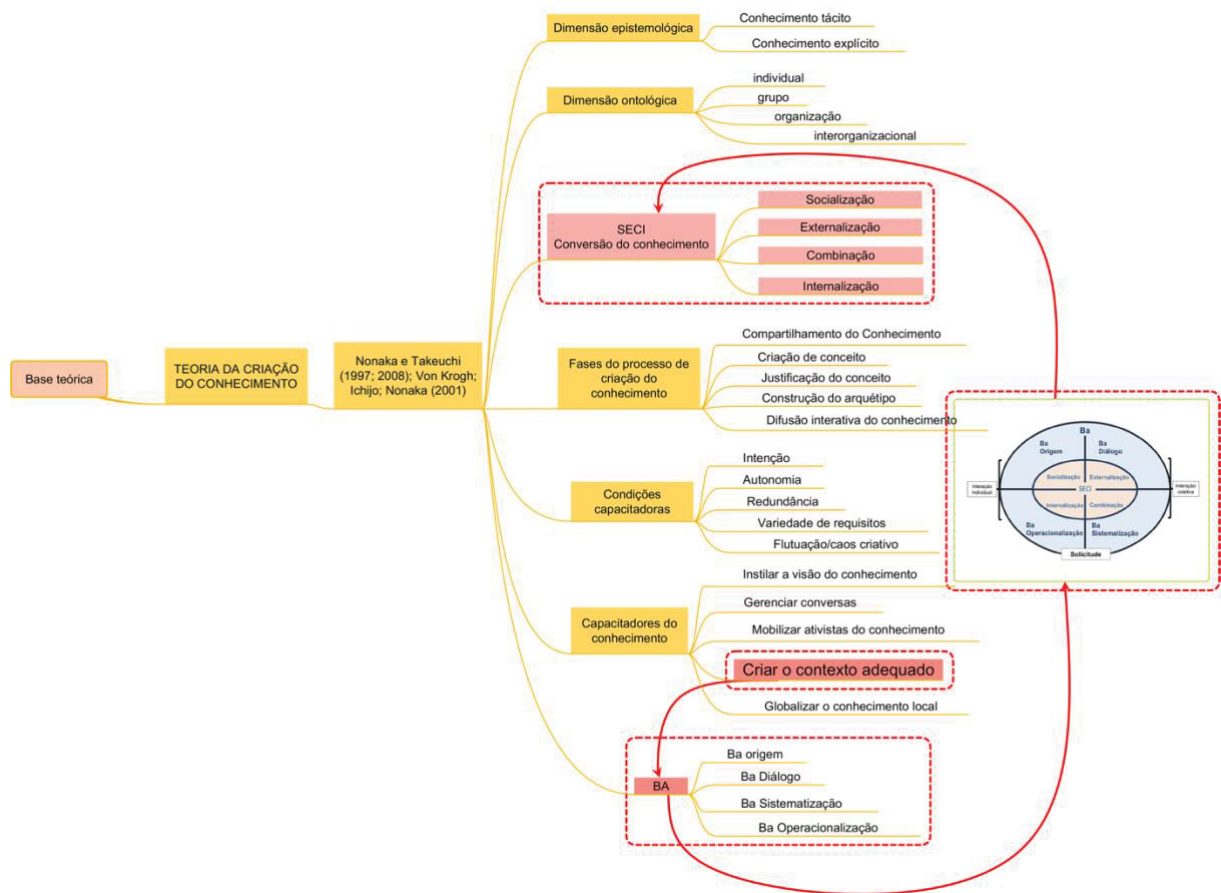 Base teórica
TEORIA DA CRIAÇÃO
DO CONHECIMENTO
Nonaka e Takeuchi
(1997; 2008); Von Krogh;
Ichijo; Nonaka (2001)
Dimensão epistemológica
Conhecimento tácito
Conhecimento explícito
Dimensão ontológica
individual
grupo
organização
interorganizacional
SECI
Conversão do conhecimento
Socialização
Externalização
Combinação
Internalização
Fases do processo de
criação do
conhecimento
Compartilhamento do Conhecimento
Criação de conceito
Justificação do conceito
Construção do arquétipo
Difusão interativa do conhecimento
Condições
capacitadoras
Intenção
Autonomia
Redundância
Variedade de requisitos
Flutuação/caos criativo
Capacitadores do
conhecimento
Instilar a visão do conhecimento
Gerenciar conversas
Mobilizar ativistas do conhecimento
Criar o contexto adequado
Globalizar o conhecimento local
BA
Ba origem
Ba Diálogo
Ba Sistematização
Ba Operacionalização
Ba
Ba
Origem
Ba
Diálogo
Socialização
Externalização
SECI
Internalização
Combinação
Interação
individual
Interação
coletiva
Ba
Operacionalização
Ba
Sistematização
Solicitude